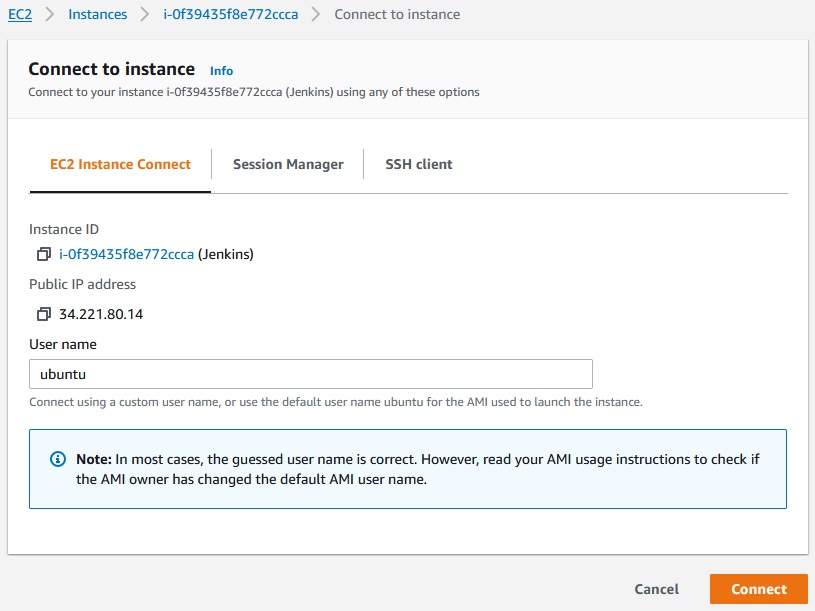 EC2 > Instances > i-0f39435f8e772ccca > Connect to instance
Connect to instance Info
Connect to your instance i-0f39435f8e772ccca (Jenkins) using any of these options
EC2 Instance Connect Session Manager SSH client
Instance ID
i-0f39435f8e772ccca (Jenkins)
Public IP address
34.221.80.14
User name
ubuntu
Connect using a custom user name, or use the default user name ubuntu for the AMI used to launch the instance.
Note: In most cases, the guessed user name is correct. However, read your AMI usage instructions to check if
the AMI owner has changed the default AMI user name.
Cancel Connect